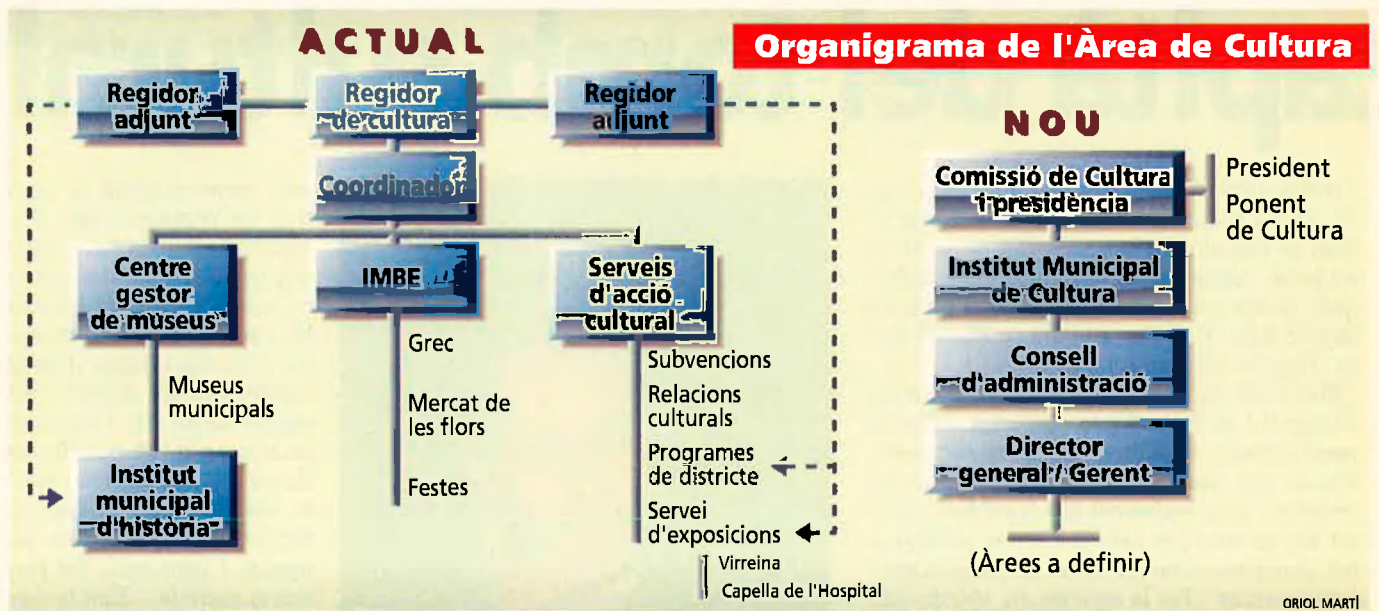 ACTUAL
Organigrama de l'Àrea de Cultura
Regidor
adjunt
Regidor
de cultura
Regidor
adjunt
Coordinador
Centre
gestor
de museus
IMBE
Serveis
d'acció
cultural
Museus
municipals
Grec
Mercat de
les flors
Festes
Subvencions
Relacions
culturals
Programes
de districte
Servei
d'exposicions
Virreina
Capella de l'Hospital
Institut
municipal
d'història
NOU
Comissió de Cultura
i presidència
President
Ponent
de Cultura
Institut Municipal
de Cultura
Consell
d'administració
Director
general / Gerent
(Àrees a definir)
ORIOL MARTÍ